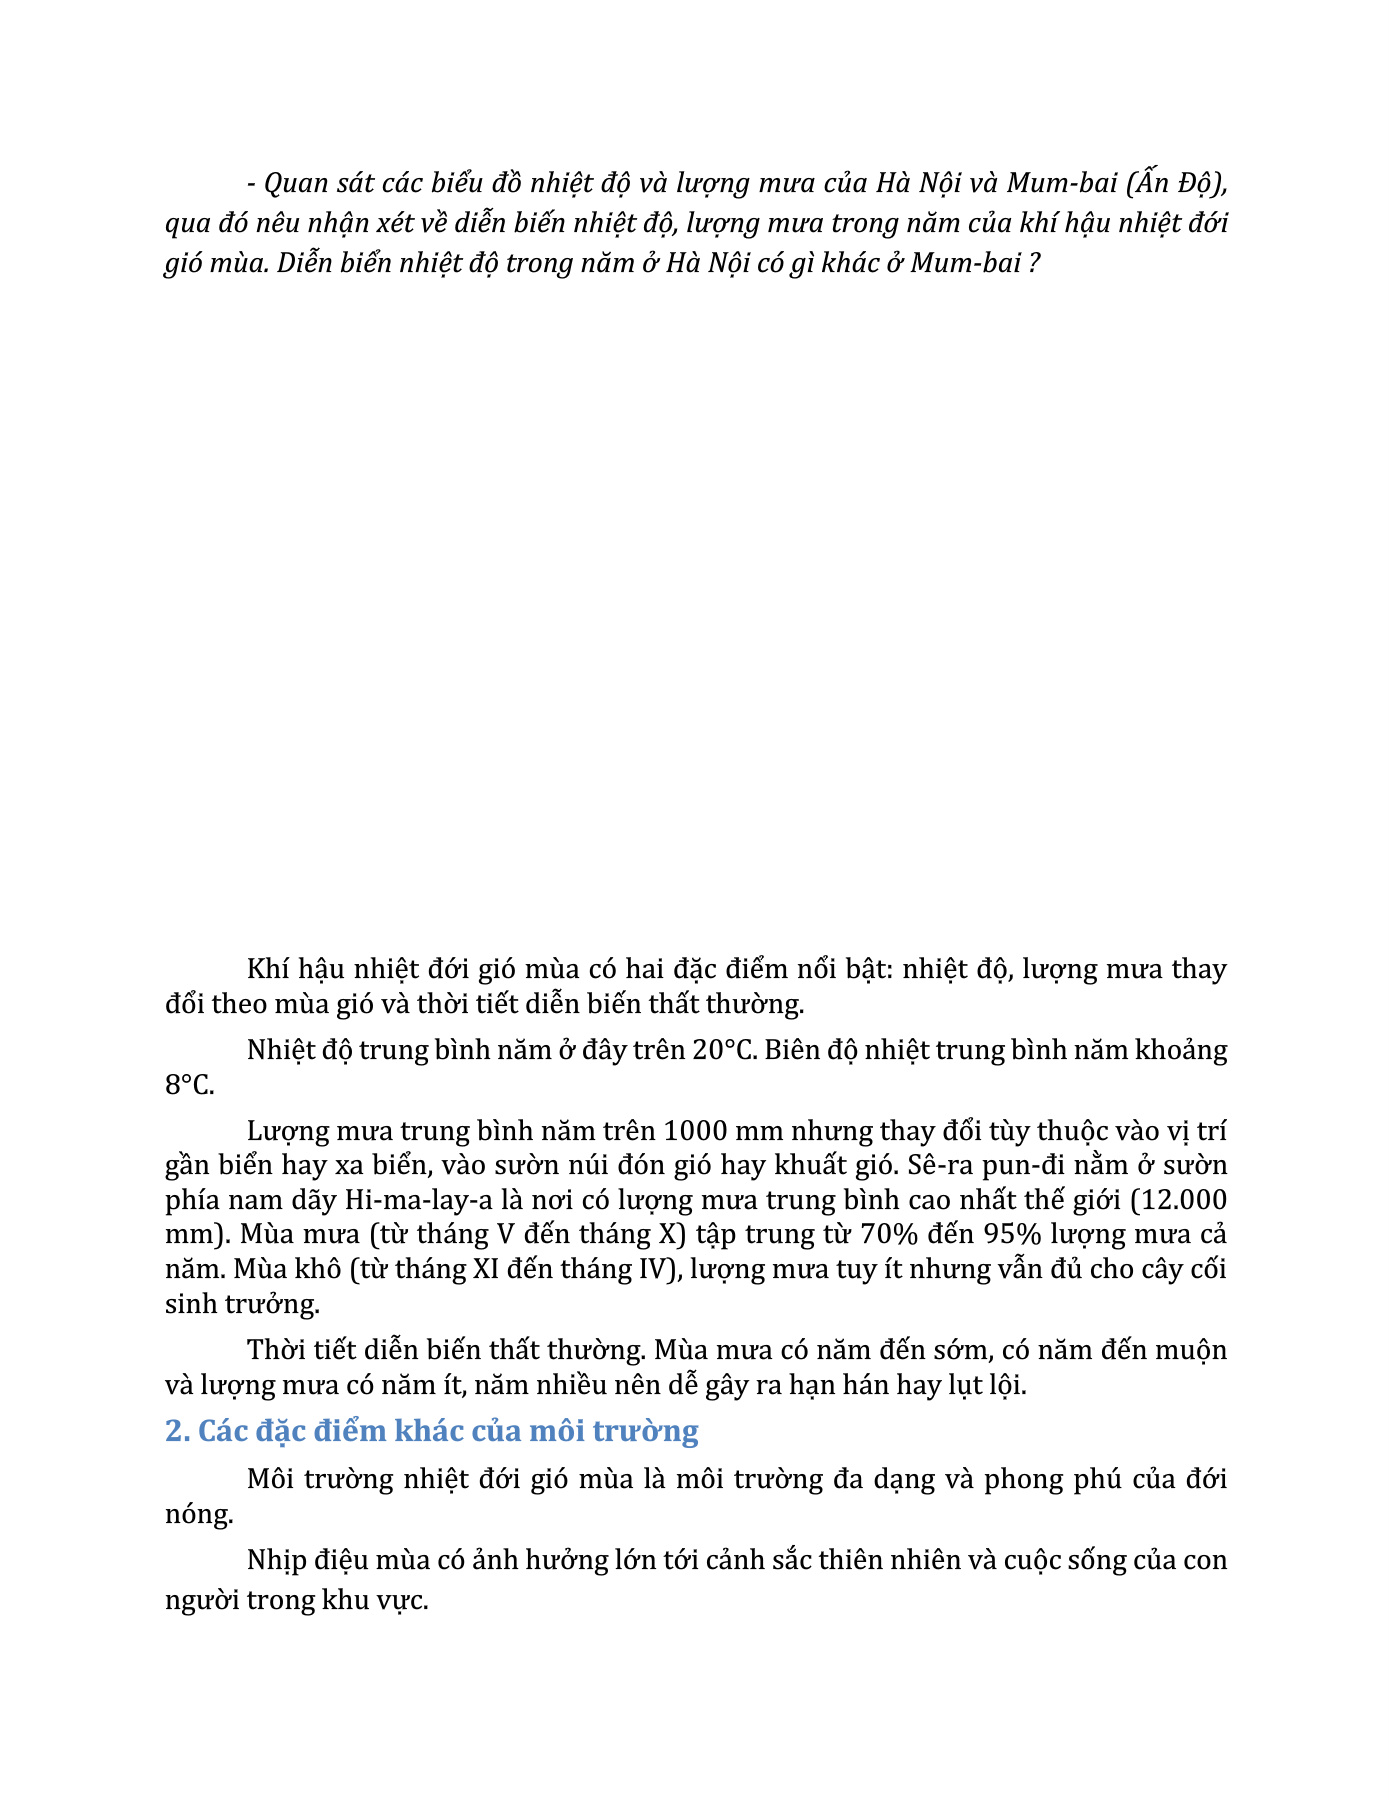 - Quan sát các biểu đồ nhiệt độ và lượng mưa của Hà Nội và Mum-bai (Ấn Độ),
qua đó nêu nhận xét về diễn biến nhiệt độ, lượng mưa trong năm của khí hậu nhiệt đới
gió mùa. Diễn biển nhiệt độ trong năm ở Hà Nội có gì khác ở Mum-bai ?
Khí hậu nhiệt đới gió mùa có hai đặc điểm nổi bật: nhiệt độ, lượng mưa thay
đổi theo mùa gió và thời tiết diễn biến thất thường.
Nhiệt độ trung bình năm ở đây trên 20°C. Biên độ nhiệt trung bình năm khoảng
8°C.
Lượng mưa trung bình năm trên 1000 mm nhưng thay đổi tùy thuộc vào vị trí
gần biển hay xa biển, vào sườn núi đón gió hay khuất gió. Sê-ra pun-đi nằm ở sườn
phía nam dãy Hi-ma-lay-a là nơi có lượng mưa trung bình cao nhất thế giới (12.000
mm). Mùa mưa (từ tháng V đến tháng X) tập trung từ 70% đến 95% lượng mưa cả
năm. Mùa khô (từ tháng XI đến tháng IV), lượng mưa tuy ít nhưng vẫn đủ cho cây cối
sinh trưởng.
Thời tiết diễn biến thất thường. Mùa mưa có năm đến sớm, có năm đến muộn
và lượng mưa có năm ít, năm nhiều nên dễ gây ra hạn hán hay lụt lội.
2. Các đặc điểm khác của môi trường
Môi trường nhiệt đới gió mùa là môi trường đa dạng và phong phú của đới
nóng.
Nhịp điệu mùa có ảnh hưởng lớn tới cảnh sắc thiên nhiên và cuộc sống của con
người trong khu vực.